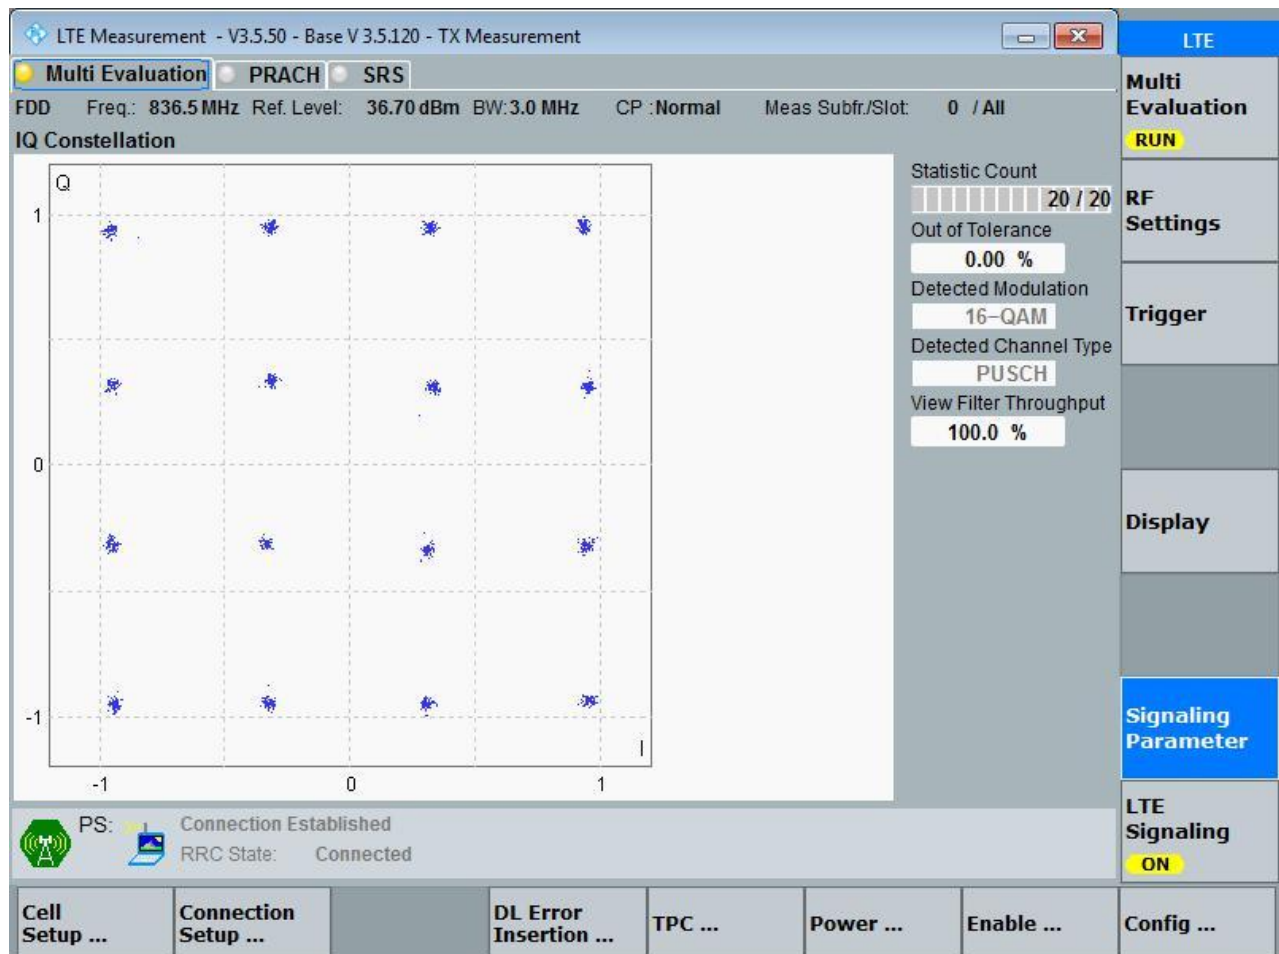 LTE Measurement - V3.5.50 - Base V 3.5.120 - TX Measurement
LTE
Multi Evaluation PRACH SRS
FDD Freq.: 836.5 MHz Ref. Level: 36.70 dBm BW: 3.0 MHz CP : Normal Meas Subfr./Slot: 0 / All
IQ Constellation
Q
1
0
-1
I
-1 0 1
Statistic Count
20 / 20
Out of Tolerance
0.00 %
Detected Modulation
16-QAM
Detected Channel Type
PUSCH
View Filter Throughput
100.0 %
Multi
Evaluation
RUN
RF
Settings
Trigger
Display
Signaling
Parameter
LTE
Signaling
ON
PS: Connection Established
RRC State: Connected
Cell
Setup ...
Connection
Setup ...
DL Error
Insertion ...
TPC ...
Power ...
Enable ...
Config ...